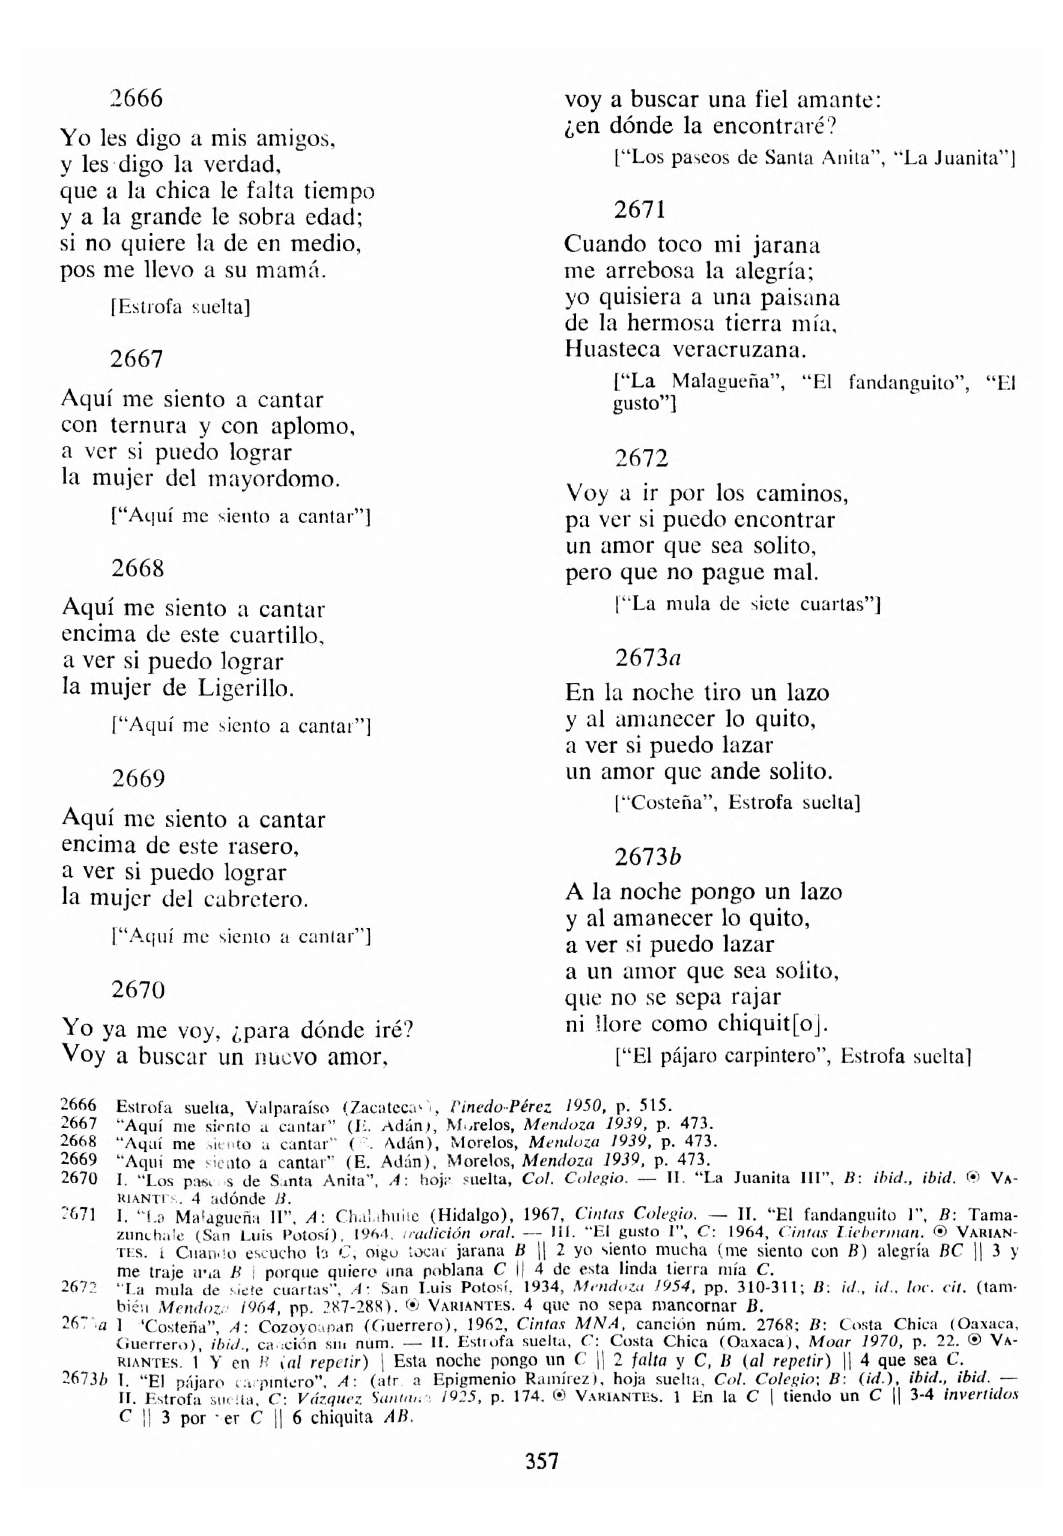 2666
Yo les digo a mis amigos,
y les digo la verdad,
que a la chica le falta tiempo
y a la grande le sobra edad;
si no quiere la de en medio,
pos me llevo a su mamá.
[Estrofa suelta]
2667
Aquí me siento a cantar
con ternura y con aplomo,
a ver si puedo lograr
la mujer del mayordomo.
[“Aquí me siento a cantar”]
2668
Aquí me siento a cantar
encima de este cuartillo,
a ver si puedo lograr
la mujer de Ligerillo.
[“Aquí me siento a cantar”]
2669
Aquí me siento a cantar
encima de este rasero,
a ver si puedo lograr
la mujer del cabretero.
[“Aquí me siento a cantar”]
2670
Yo ya me voy, ¿para dónde iré?
Voy a buscar un nuevo amor,
voy a buscar una fiel amante:
¿en dónde la encontraré?
[“Los paseos de Santa Anita”, “La Juanita”]
2671
Cuando toco mi jarana
me arrebosa la alegría;
yo quisiera a una paisana
de la hermosa tierra mía,
Huasteca veracruzana.
[“La Malagueña”, “El fandanguito”, “El
gusto”]
2672
Voy a ir por los caminos,
pa ver si puedo encontrar
un amor que sea solito,
pero que no pague mal.
[“La mula de siete cuartas”]
2673a
En la noche tiro un lazo
y al amanecer lo quito,
a ver si puedo lazar
un amor que ande solito.
[“Costeña”, Estrofa suelta]
2673b
A la noche pongo un lazo
y al amanecer lo quito,
a ver si puedo lazar
a un amor que sea solito,
que no se sepa rajar
ni llore como chiquit[o].
[“El pájaro carpintero”, Estrofa suelta]
2666 Estrofa suelta, Valparaíso (Zacatecas), Pinedo-Pérez 1950, p. 515.
2667 “Aquí me siento a cantar” (E. Adán), Morelos, Mendoza 1939, p. 473.
2668 “Aquí me siento a cantar” (E. Adán), Morelos, Mendoza 1939, p. 473.
2669 “Aquí me siento a cantar” (E. Adán), Morelos, Mendoza 1939, p. 473.
2670 I. “Los paseos de Santa Anita”, A: hoja suelta, Col. Colegio. — II. “La Juanita III”, B: ibid., ibid. ⊙ VA-
RIANTES. 4 adónde B.
2671 I. “La Malagueña II”, A: Chalahuite (Hidalgo), 1967, Cintas Colegio. — II. “El fandanguito I”, B: Tama-
zunchale (San Luis Potosí), 1964, tradición oral. — III. “El gusto I”, C: 1964, Cintas Lieberman. ⊙ VARIAN-
TES. 1 Cuando escucho la C, oigo tocar jarana B || 2 yo siento mucha (me siento con B) alegría BC || 3 y
me traje una B | porque quiero una poblana C || 4 de esta linda tierra mía C.
2672 “La mula de siete cuartas”, A: San Luis Potosí, 1934, Mendoza 1954, pp. 310-311; B: id., id., loc. cit. (tam-
bién Mendoza 1964, pp. 287-288). ⊙ VARIANTES. 4 que no sepa mancornar B.
2673a I “Costeña”, A: Cozoyoapan (Guerrero), 1962, Cintas MNA, canción núm. 2768; B: Costa Chica (Oaxaca,
Guerrero), ibid., canción sin num. — II. Estrofa suelta, C: Costa Chica (Oaxaca), Moar 1970, p. 22. ⊙ VA-
RIANTES. 1 Y en B (al repetir) | Esta noche pongo un C || 2 falta y C, B (al repetir) || 4 que sea C.
2673b I. “El pájaro carpintero”, A: (atr. a Epigmenio Ramírez), hoja suelta, Col. Colegio; B: (id.), ibid., ibid. —
II. Estrofa suelta, C: Vázquez Santana 1925, p. 174. ⊙ VARIANTES. 1 En la C | tiendo un C || 3-4 invertidos
C || 3 por ver C || 6 chiquita AB.
357